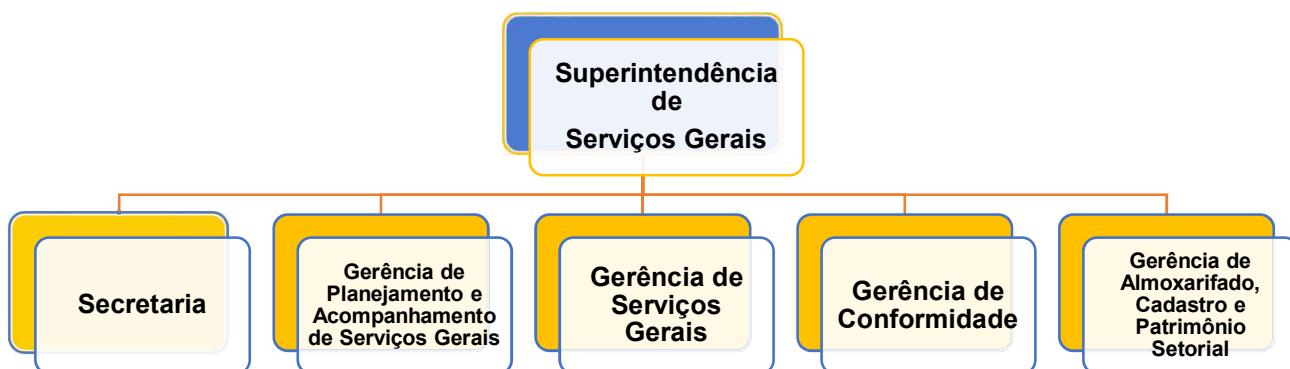 Superintendência
de
Serviços Gerais
Secretaria
Gerência de
Planejamento e
Acompanhamento
de Serviços Gerais
Gerência de
Serviços
Gerais
Gerência de
Conformidade
Gerência de
Almoxarifado,
Cadastro e
Patrimônio
Setorial